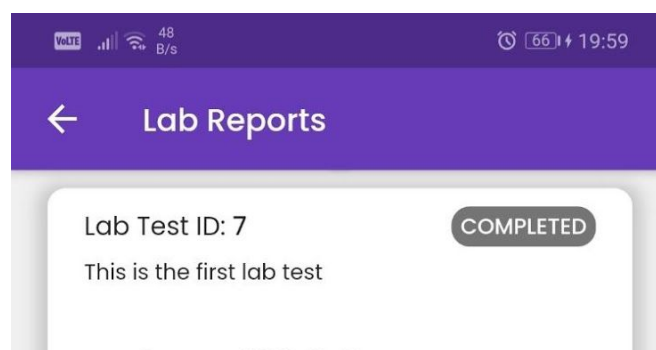 VoLTE 48 B/s 66 19:59
Lab Reports
Lab Test ID: 7 COMPLETED
This is the first lab test